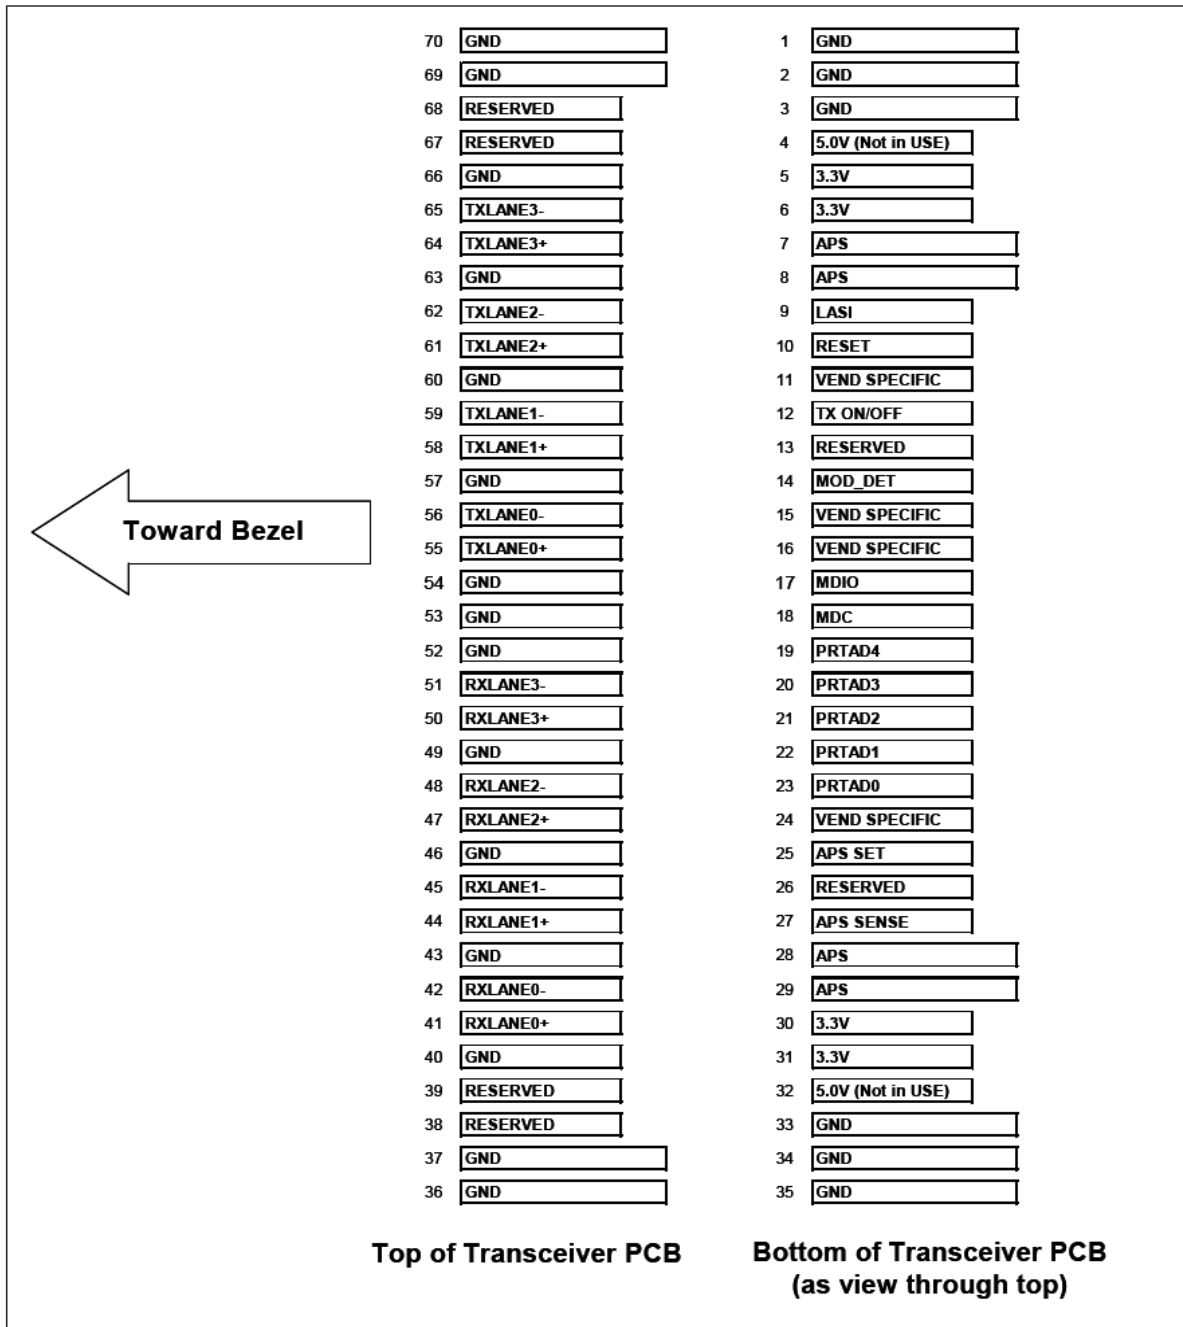 70 GND 1 GND
69 GND 2 GND
68 RESERVED 3 GND
67 RESERVED 4 5.0V (Not in USE)
66 GND 5 3.3V
65 TXLANE3- 6 3.3V
64 TXLANE3+ 7 APS
63 GND 8 APS
62 TXLANE2- 9 LASI
61 TXLANE2+ 10 RESET
60 GND 11 VEND SPECIFIC
59 TXLANE1- 12 TX ON/OFF
58 TXLANE1+ 13 RESERVED
57 GND 14 MOD_DET
56 TXLANE0- 15 VEND SPECIFIC
Toward Bezel
55 TXLANE0+ 16 VEND SPECIFIC
54 GND 17 MDIO
53 GND 18 MDC
52 GND 19 PRTAD4
51 RXLANE3- 20 PRTAD3
50 RXLANE3+ 21 PRTAD2
49 GND 22 PRTAD1
48 RXLANE2- 23 PRTAD0
47 RXLANE2+ 24 VEND SPECIFIC
46 GND 25 APS SET
45 RXLANE1- 26 RESERVED
44 RXLANE1+ 27 APS SENSE
43 GND 28 APS
42 RXLANE0- 29 APS
41 RXLANE0+ 30 3.3V
40 GND 31 3.3V
39 RESERVED 32 5.0V (Not in USE)
38 RESERVED 33 GND
37 GND 34 GND
36 GND 35 GND
Top of Transceiver PCB Bottom of Transceiver PCB
(as view through top)